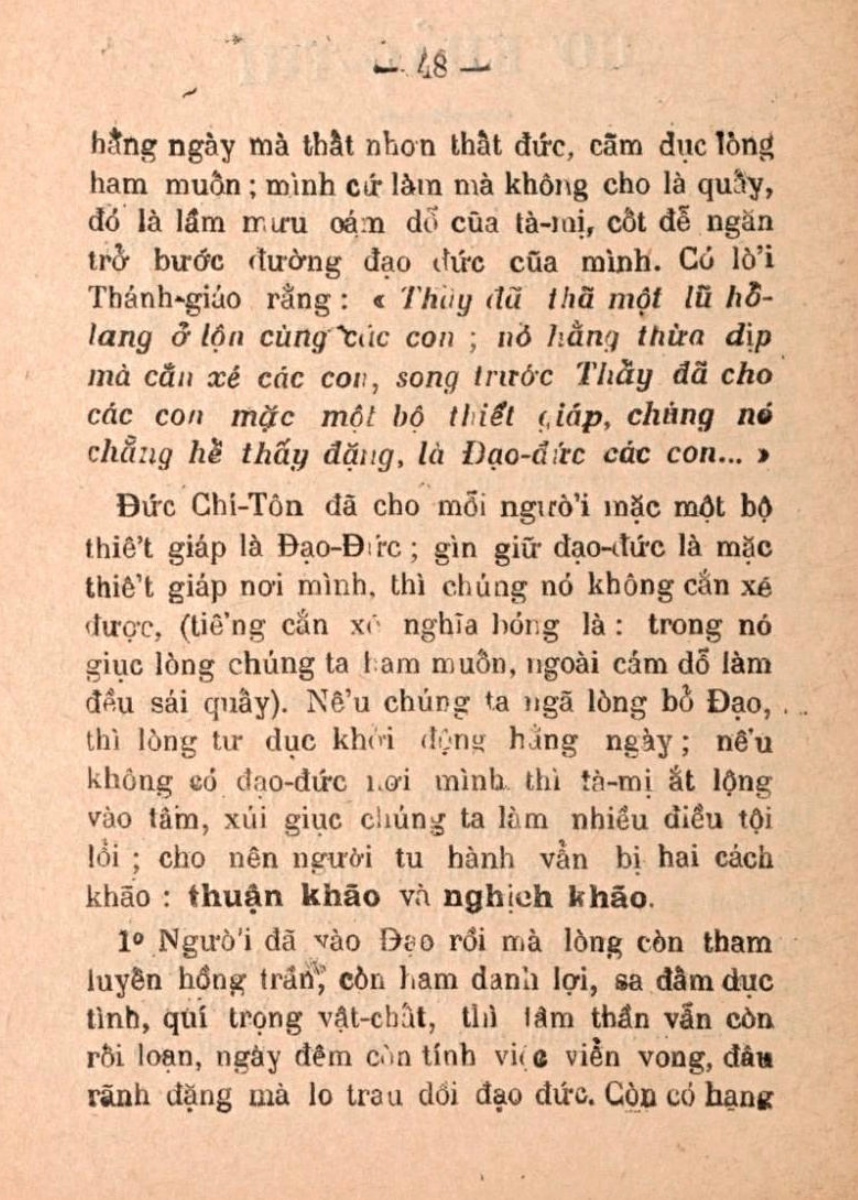 — 48 —
hằng ngày mà thất nhơn thất đức, cãm dục lòng
ham muốn ; mình cứ làm mà không cho là quấy,
đó là lầm mưu cám dổ cũa tà-mị, cốt đễ ngăn
trở bước đường đạo đức cũa mình. Có lời
Thánh-giáo rằng : « Thầy đã thã một lũ hổ-
lang ở lộn cùng các con ; nó hằng thừa dịp
mà cắn xé các con, song trước Thầy đã cho
các con mặc một bộ thiết giáp, chúng nó
chẵng hề thấy đặng, là Đạo-đức các con... »
Đức Chí-Tôn đã cho mổi người mặc một bộ
thiết giáp là Đạo-Đức ; gìn giữ đạo-đức là mặc
thiết giáp nơi mình, thì chúng nó không cắn xé
được, (tiếng cắn xé nghĩa bóng là : trong nó
giục lòng chúng ta ham muốn, ngoài cám dỗ làm
đều sái quấy). Nếu chúng ta ngã lòng bỏ Đạo,
thì lòng tư dục khởi động hằng ngày ; nếu
không có đạo-đức nơi mình thì tà-mị ắt lộng
vào tâm, xúi giục chúng ta làm nhiều điều tội
lổi ; cho nên người tu hành vẫn bị hai cách
khão : thuận khão và nghịch khão.
1º Người đã vào Đạo rồi mà lòng còn tham
luyến hồng trần, còn ham danh lợi, sa đắm dục
tình, quí trọng vật-chất, thì tâm thần vẫn còn
rối loạn, ngày đêm còn tính việc viễn vong, đâu
rãnh đặng mà lo trau dồi đạo đức. Còn có hạng